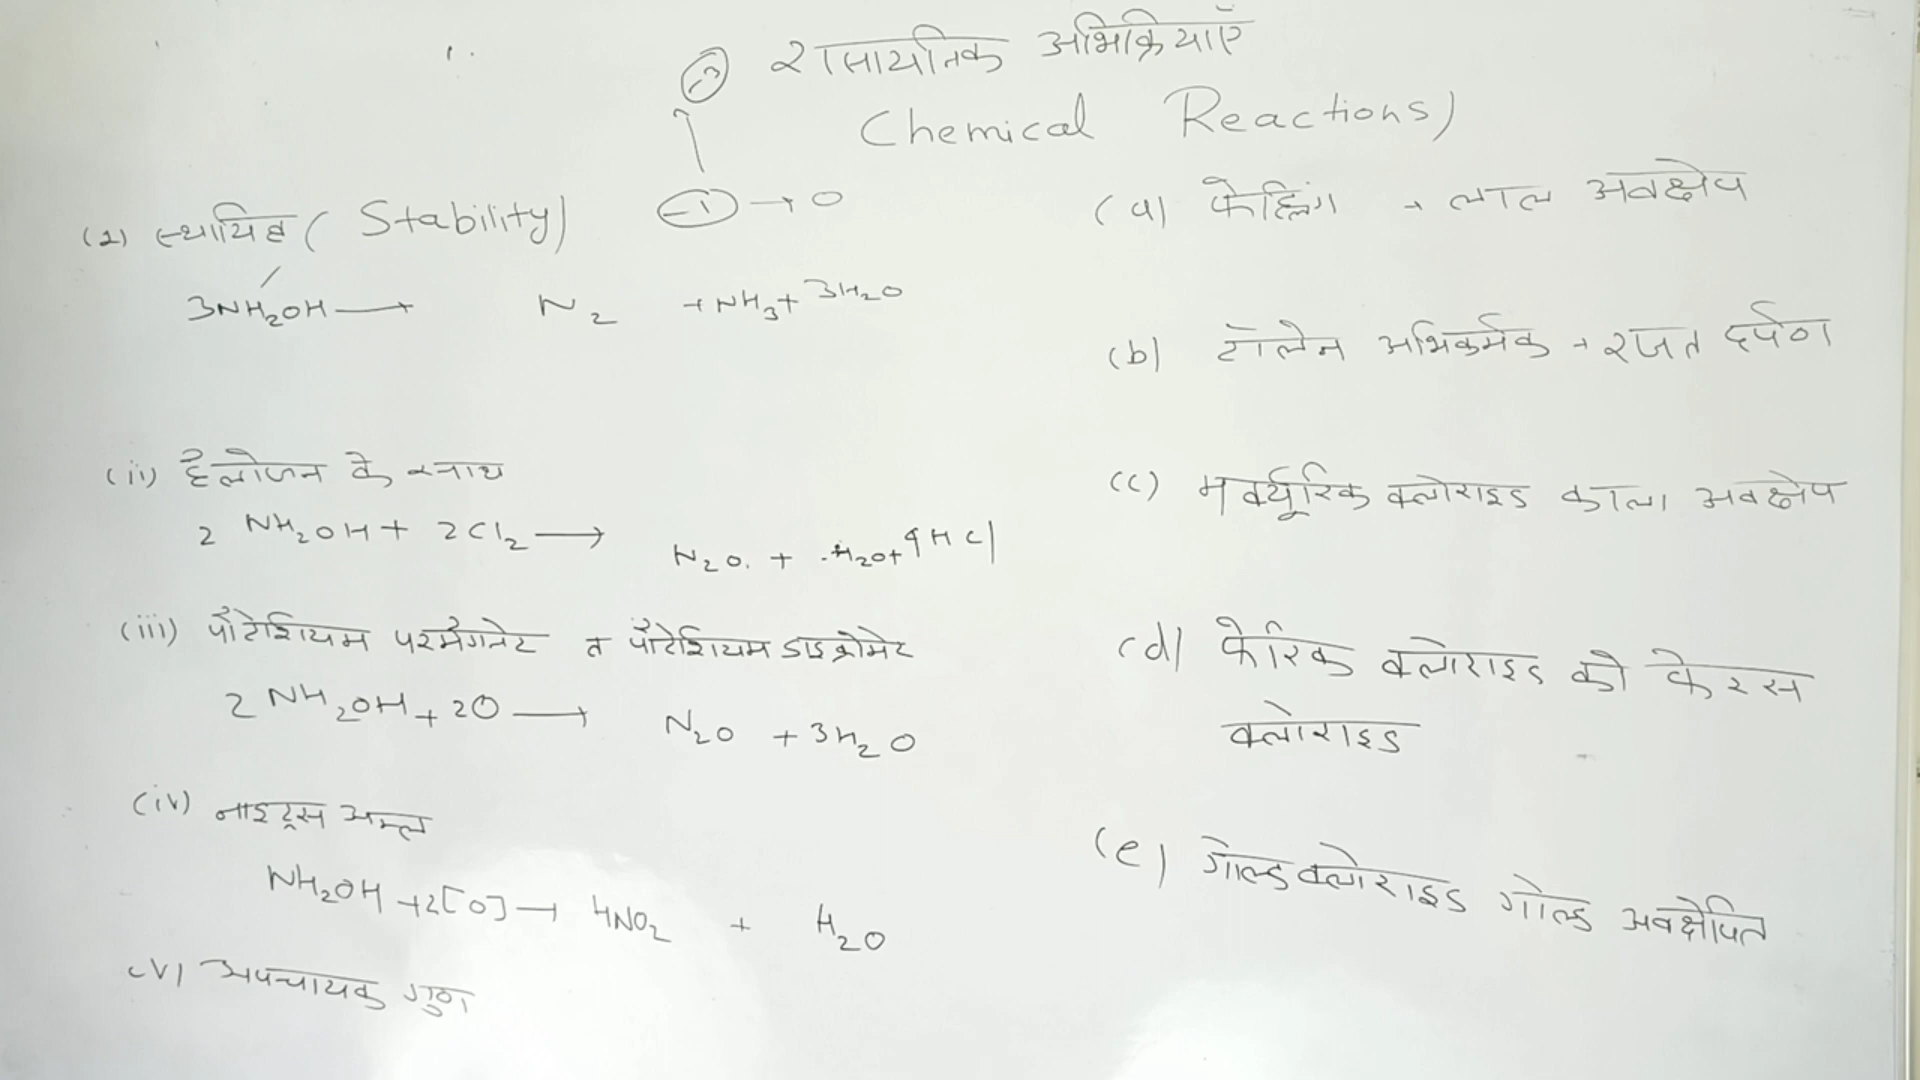 रासायनिक अभिक्रियाएँ
Chemical Reactions)
-3
↑
-1 → 0
(1) स्थायित्व ( Stability)
3NH2OH → N2 + NH3 + 3H2O
(ii) हैलोजन के साथ
2 NH2OH + 2Cl2 → N2O. + H2O + 4HCl
(iii) पौटेशियम परमैगनेट व पौटेशियम डाइक्रोमेट
2 NH2OH + 2O → N2O + 3H2O
(iv) नाइट्रस अम्ल
NH2OH + 2[O] → HNO2 + H2O
(v) अपचायक गुण
(a) फेहलिंग → लाल अवक्षेप
(b) टॉलेन अभिकर्मक → रजत दर्पण
(c) मर्क्यूरिक क्लोराइड काला अवक्षेप
(d) फेरिक क्लोराइड को फेरस
क्लोराइड
(e) गोल्ड क्लोराइड गोल्ड अवक्षेपित